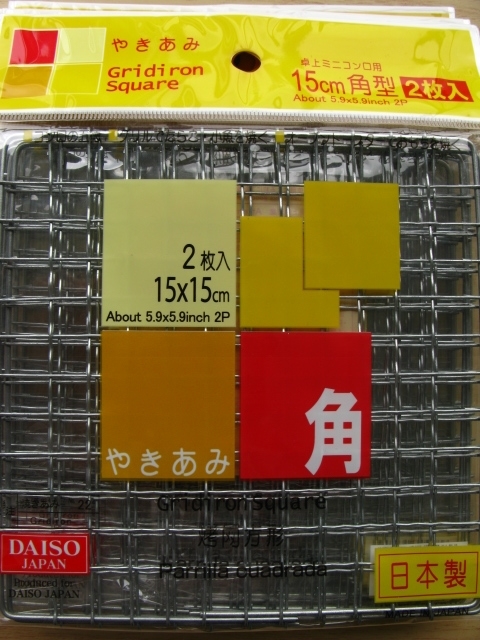 やきあみ
Gridiron
Square
卓上ミニコンロ用
15cm角型 2枚入
About 5.9x5.9inch 2P
2枚入
15x15cm
About 5.9x5.9inch 2P
やきあみ
角
Gridiron Square
Parrilla cuadrada
DAISO
JAPAN
Produced for:
DAISO JAPAN
日本製